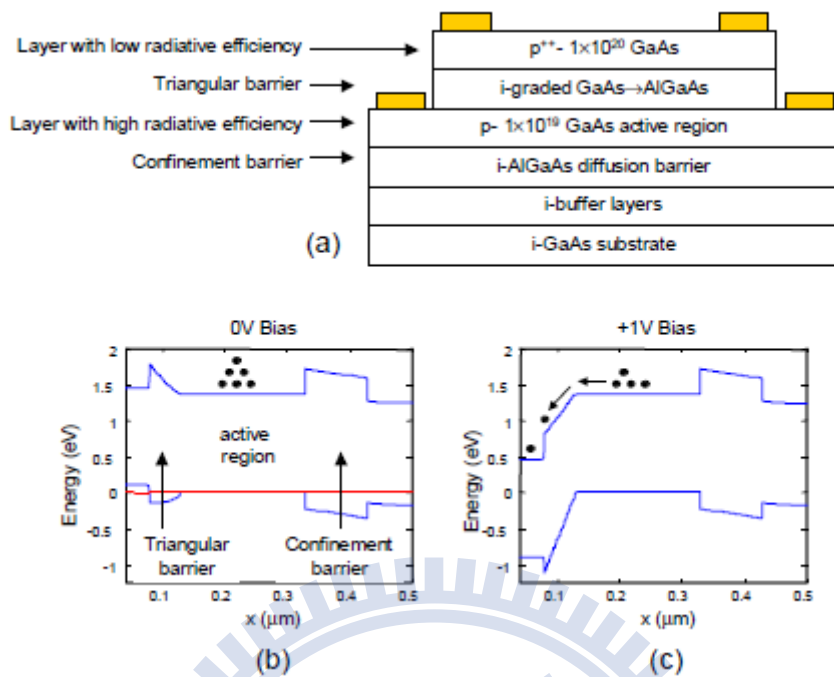 Layer with low radiative efficiency
p++- 1×10²⁰ GaAs
Triangular barrier
i-graded GaAs→AlGaAs
Layer with high radiative efficiency
p- 1×10¹⁹ GaAs active region
Confinement barrier
i-AlGaAs diffusion barrier
i-buffer layers
i-GaAs substrate
(a)
0V Bias
2
1.5
1
0.5
0
-0.5
-1
Energy (eV)
active
region
Triangular
barrier
Confinement
barrier
0.1
0.2
0.3
0.4
0.5
x (μm)
(b)
+1V Bias
2
1.5
1
0.5
0
-0.5
-1
Energy (eV)
0.1
0.2
0.3
0.4
0.5
x (μm)
(c)